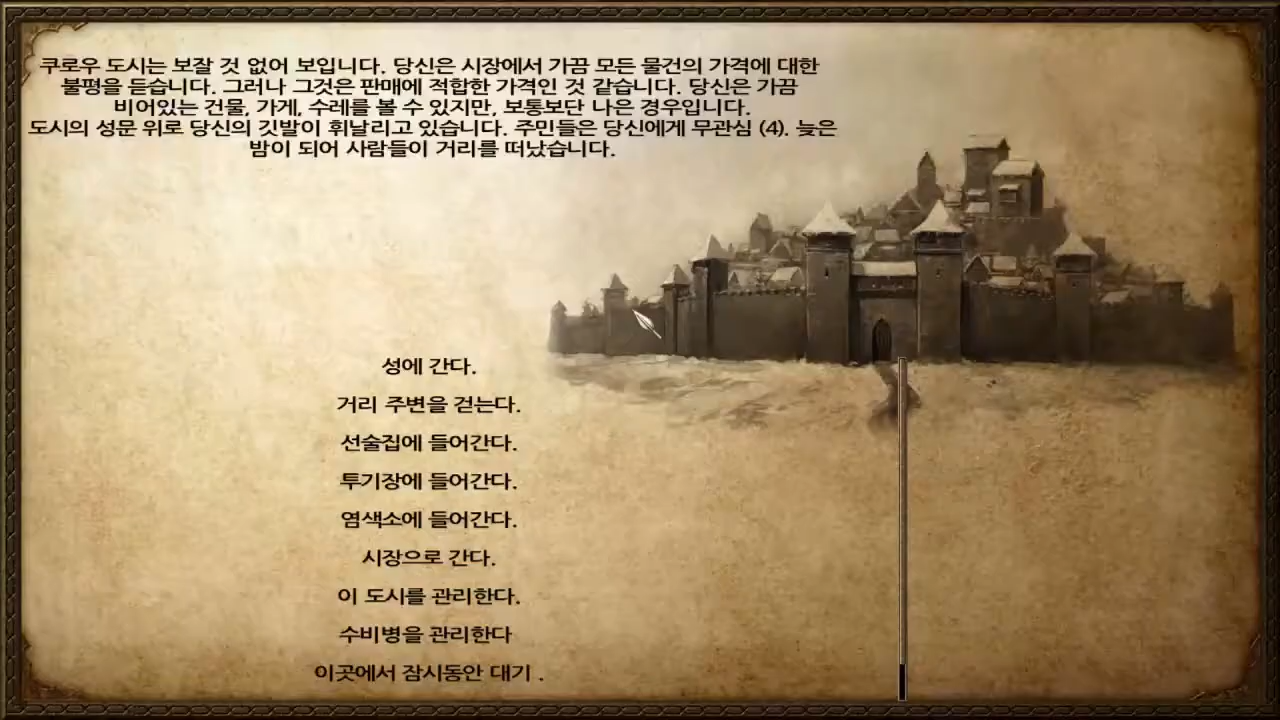 쿠로우 도시는 보잘 것 없어 보입니다. 당신은 시장에서 가끔 모든 물건의 가격에 대한
불평을 듣습니다. 그러나 그것은 판매에 적합한 가격인 것 같습니다. 당신은 가끔
비어있는 건물, 가게, 수레를 볼 수 있지만, 보통보단 나은 경우입니다.
도시의 성문 위로 당신의 깃발이 휘날리고 있습니다. 주민들은 당신에게 무관심 (4). 늦은
밤이 되어 사람들이 거리를 떠났습니다.
성에 간다.
거리 주변을 걷는다.
선술집에 들어간다.
투기장에 들어간다.
염색소에 들어간다.
시장으로 간다.
이 도시를 관리한다.
수비병을 관리한다
이곳에서 잠시동안 대기 .